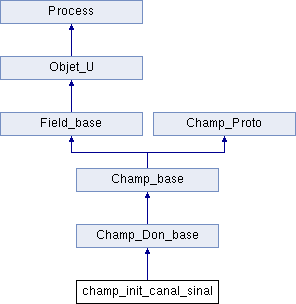 Process
Objet_U
Field_base
Champ_Proto
Champ_base
Champ_Don_base
champ_init_canal_sinal